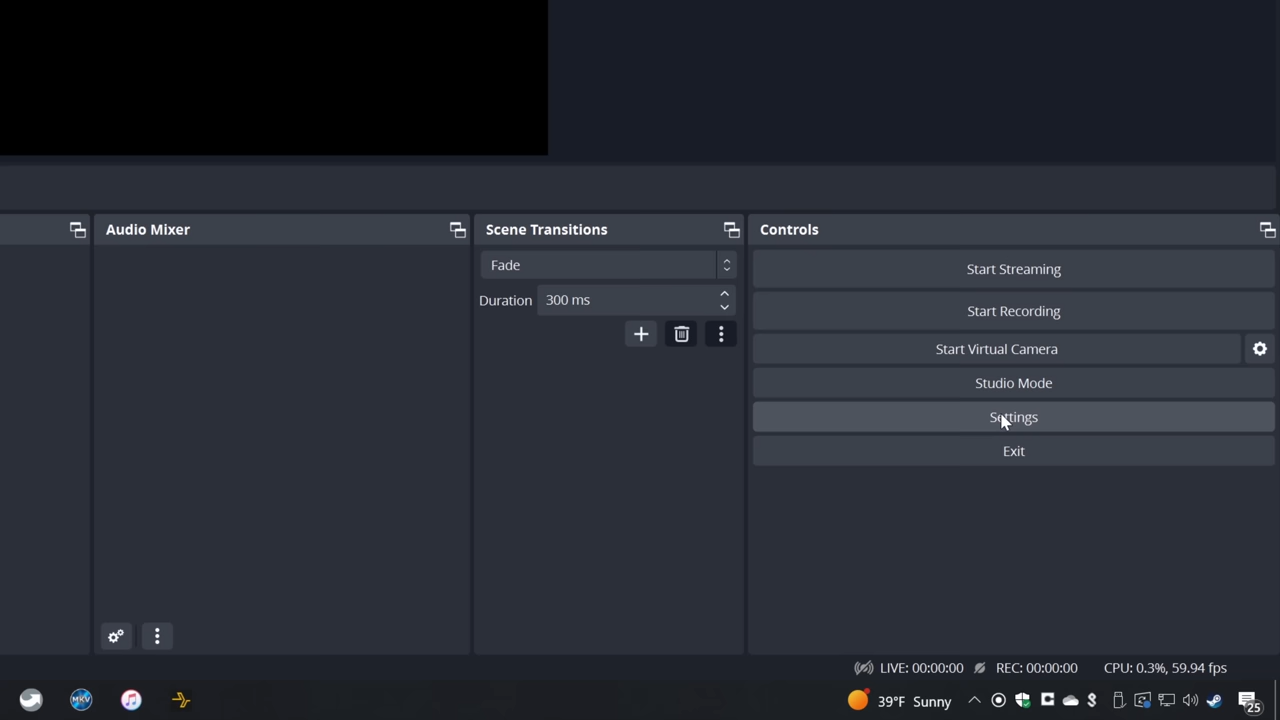 Audio Mixer
Scene Transitions
Fade
Duration
300 ms
Controls
Start Streaming
Start Recording
Start Virtual Camera
Studio Mode
Settings
Exit
LIVE: 00:00:00
REC: 00:00:00
CPU: 0.3%, 59.94 fps
MKV
39°F Sunny
25